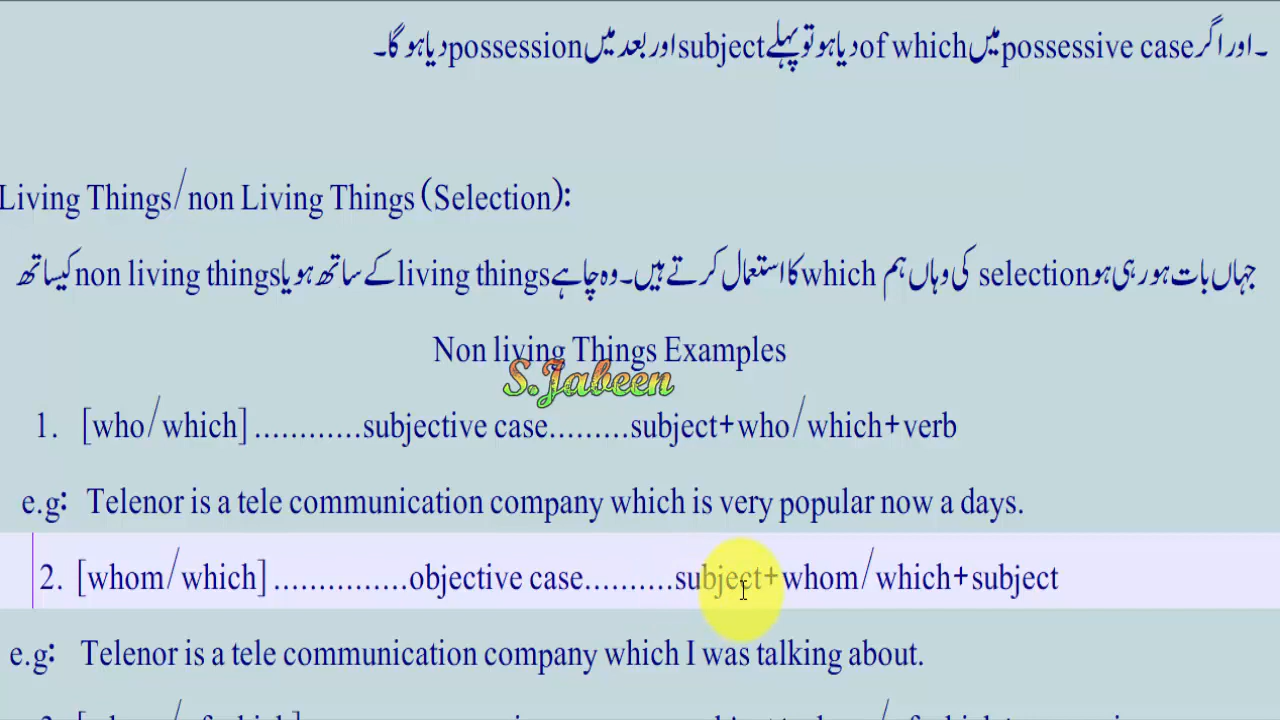 ۔اور اگر possessive case میں of which دیا ہو تو پہلے subject اور بعد میں possession دیا ہو گا۔
Living Things/non Living Things (Selection):
جہاں بات ہو رہی ہو selection کی وہاں ہم which کا استعمال کرتے ہیں۔ وہ چاہے living things کے ساتھ ہو یا non living things کیساتھ
Non living Things Examples
S.Jabeen
1. [who/which] ............subjective case.........subject+who/which+verb
e.g: Telenor is a tele communication company which is very popular now a days.
2. [whom/which] ...............objective case..........subject+whom/which+subject
e.g: Telenor is a tele communication company which I was talking about.